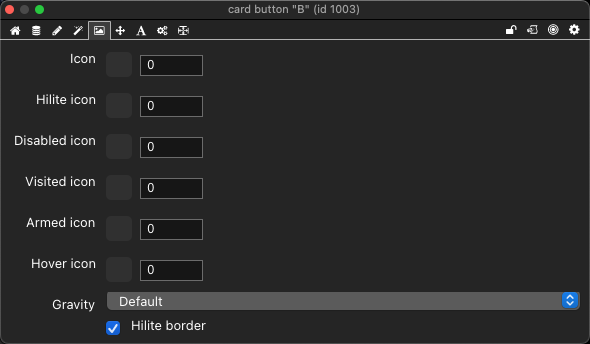 card button "B" (id 1003)
A
Icon 0
Hilite icon 0
Disabled icon 0
Visited icon 0
Armed icon 0
Hover icon 0
Gravity Default
Hilite border